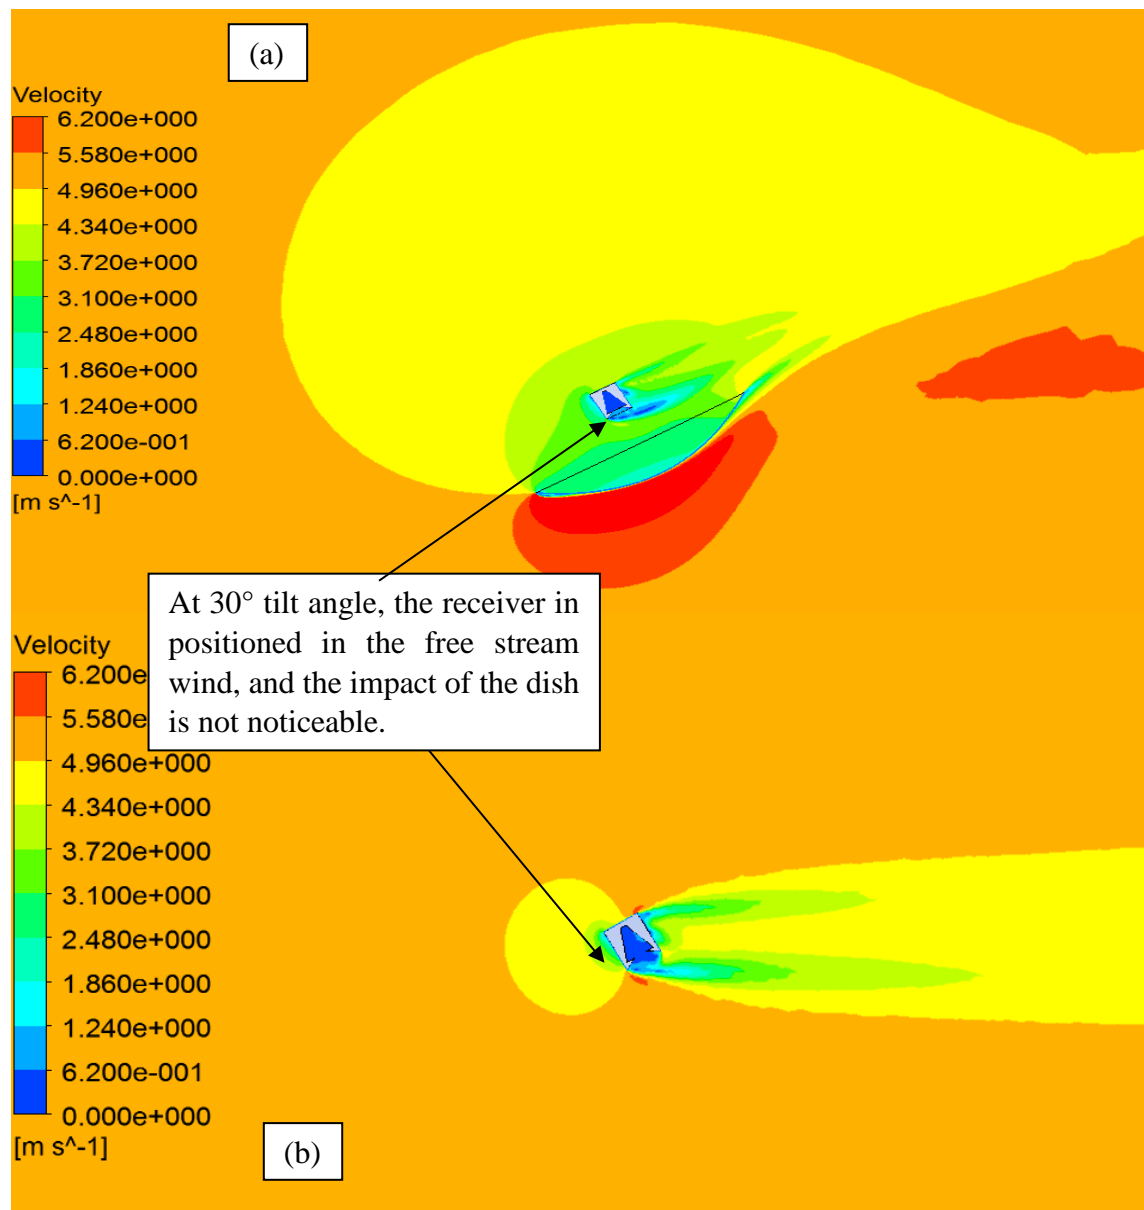 (a)
Velocity
6.200e+000
5.580e+000
4.960e+000
4.340e+000
3.720e+000
3.100e+000
2.480e+000
1.860e+000
1.240e+000
6.200e-001
0.000e+000
[m s^-1]
At 30° tilt angle, the receiver in
positioned in the free stream
wind, and the impact of the dish
is not noticeable.
Velocity
6.200e
5.580e
4.960e+000
4.340e+000
3.720e+000
3.100e+000
2.480e+000
1.860e+000
1.240e+000
6.200e-001
0.000e+000
[m s^-1]
(b)